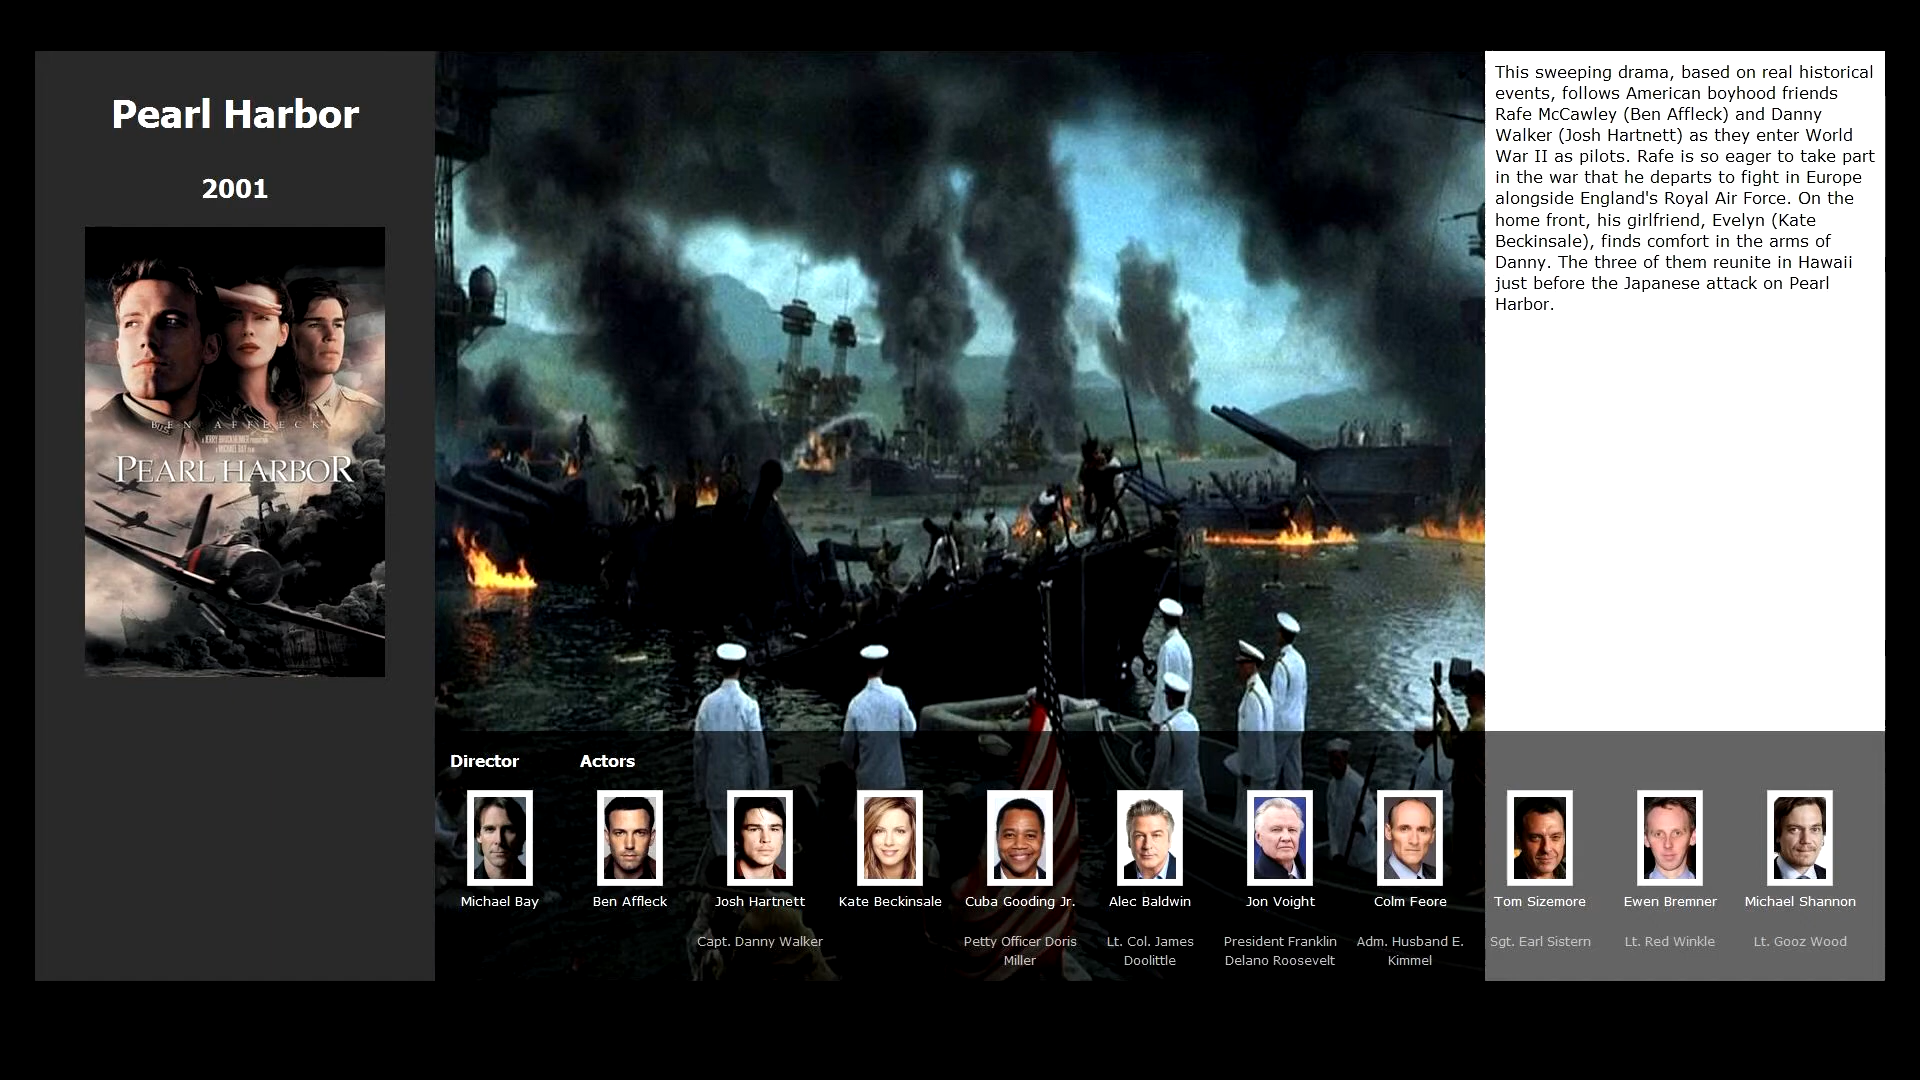 Pearl Harbor
2001
BEN AFFLECK
A JERRY BRUCKHEIMER PRODUCTION
A MICHAEL BAY FILM
PEARL HARBOR
This sweeping drama, based on real historical
events, follows American boyhood friends
Rafe McCawley (Ben Affleck) and Danny
Walker (Josh Hartnett) as they enter World
War II as pilots. Rafe is so eager to take part
in the war that he departs to fight in Europe
alongside England's Royal Air Force. On the
home front, his girlfriend, Evelyn (Kate
Beckinsale), finds comfort in the arms of
Danny. The three of them reunite in Hawaii
just before the Japanese attack on Pearl
Harbor.
Director Actors
Michael Bay Ben Affleck Josh Hartnett Kate Beckinsale Cuba Gooding Jr. Alec Baldwin Jon Voight Colm Feore Tom Sizemore Ewen Bremner Michael Shannon
Capt. Danny Walker Petty Officer Doris Lt. Col. James President Franklin Adm. Husband E. Sgt. Earl Sistern Lt. Red Winkle Lt. Gooz Wood
Miller Doolittle Delano Roosevelt Kimmel